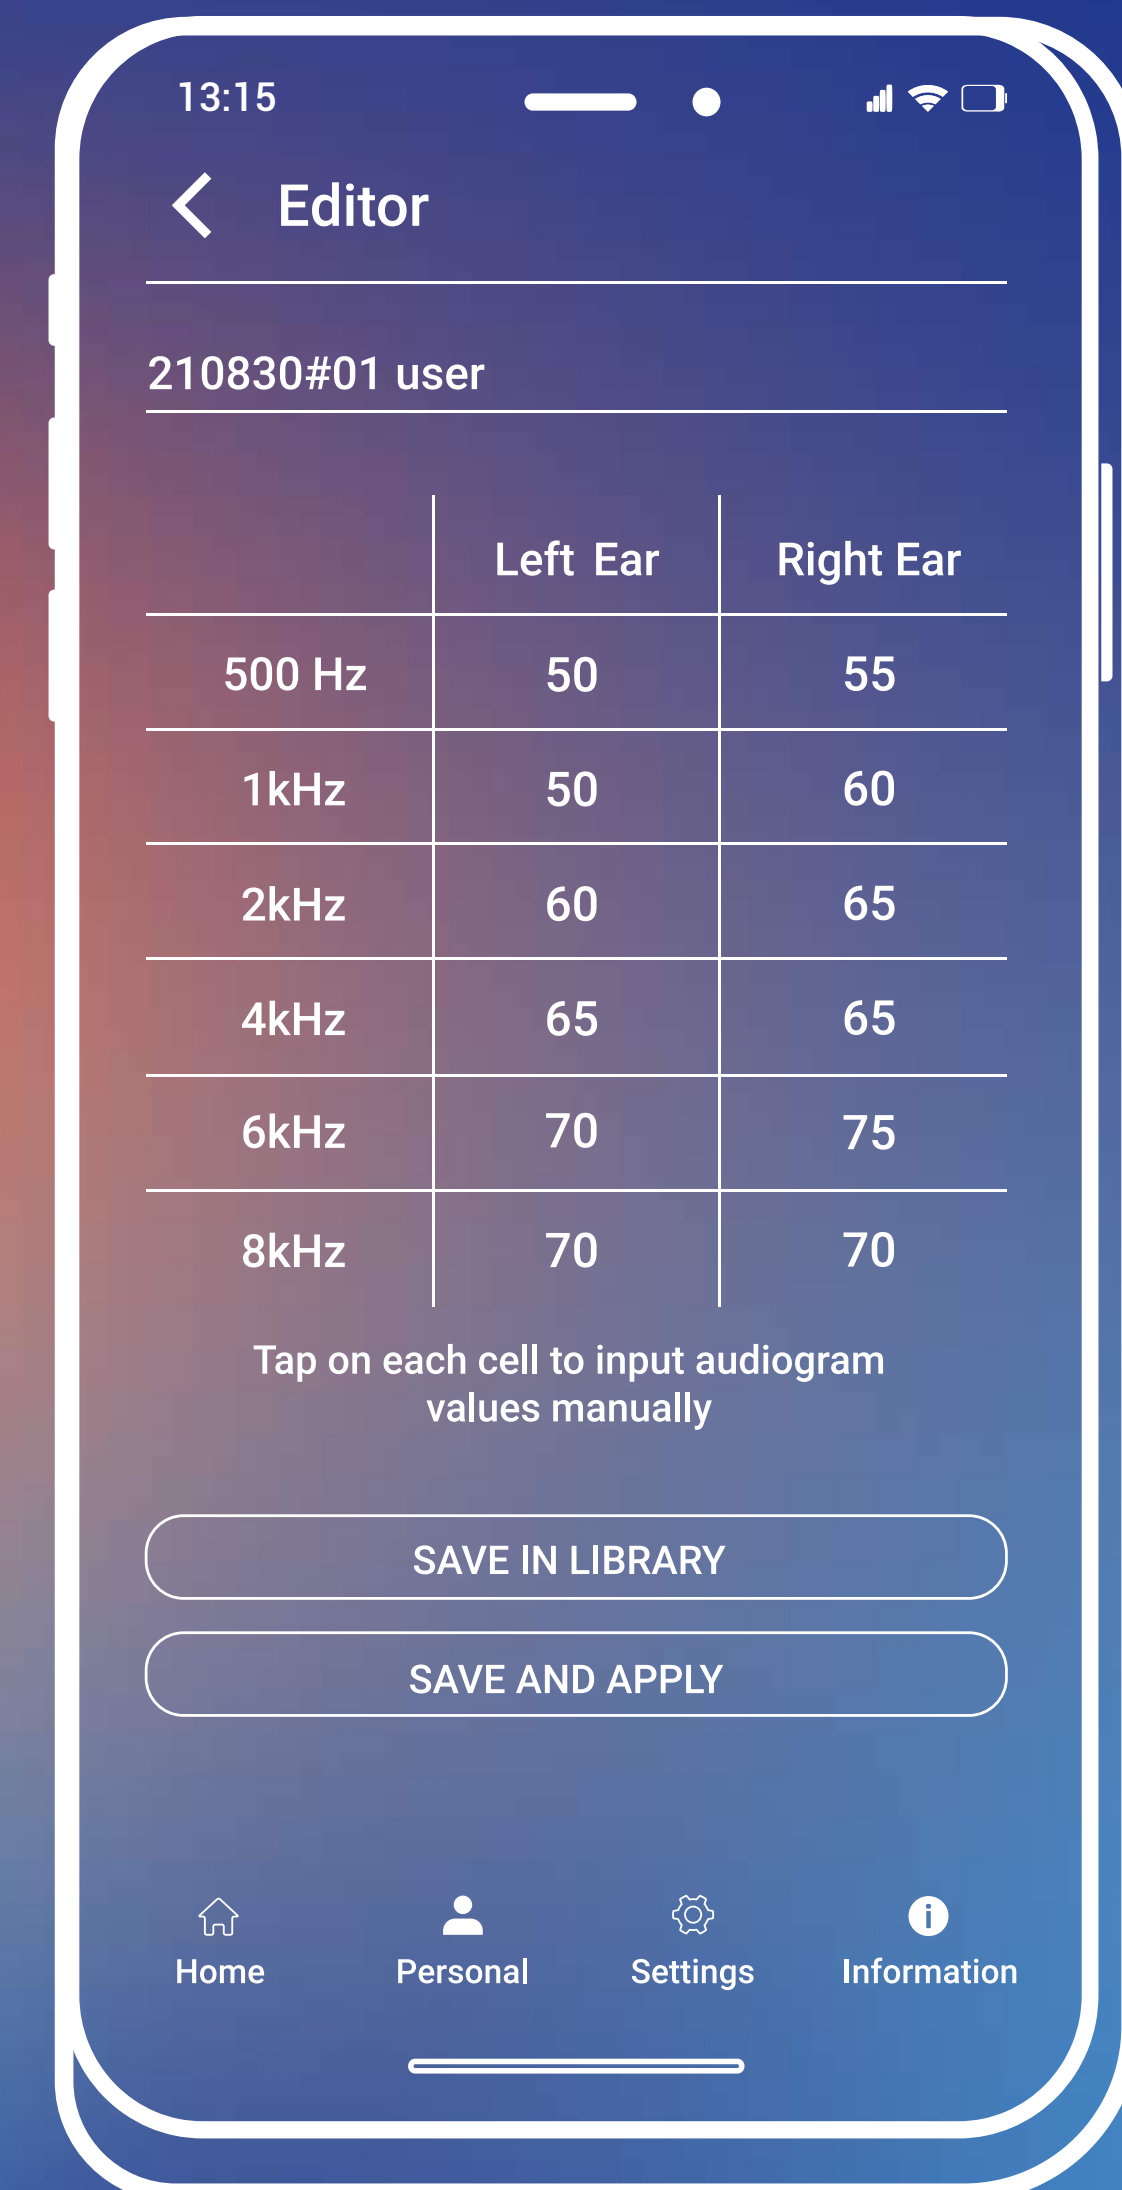 13:15
Editor
210830#01 user
Left Ear Right Ear
500 Hz 50 55
1kHz 50 60
2kHz 60 65
4kHz 65 65
6kHz 70 75
8kHz 70 70
Tap on each cell to input audiogram
values manually
SAVE IN LIBRARY
SAVE AND APPLY
Home Personal Settings Information